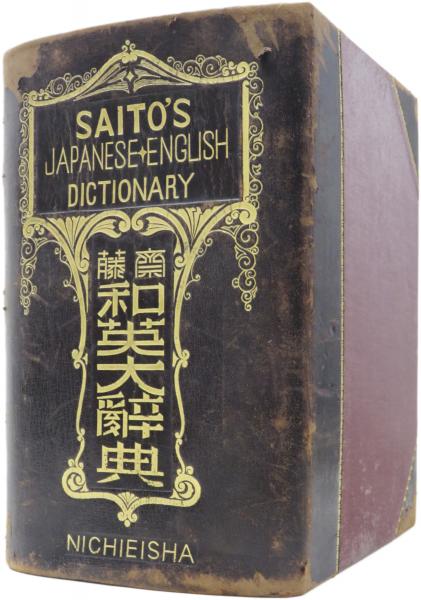 SAITO'S
JAPANESE-ENGLISH
DICTIONARY
齋藤
和英大辭典
NICHIEISHA